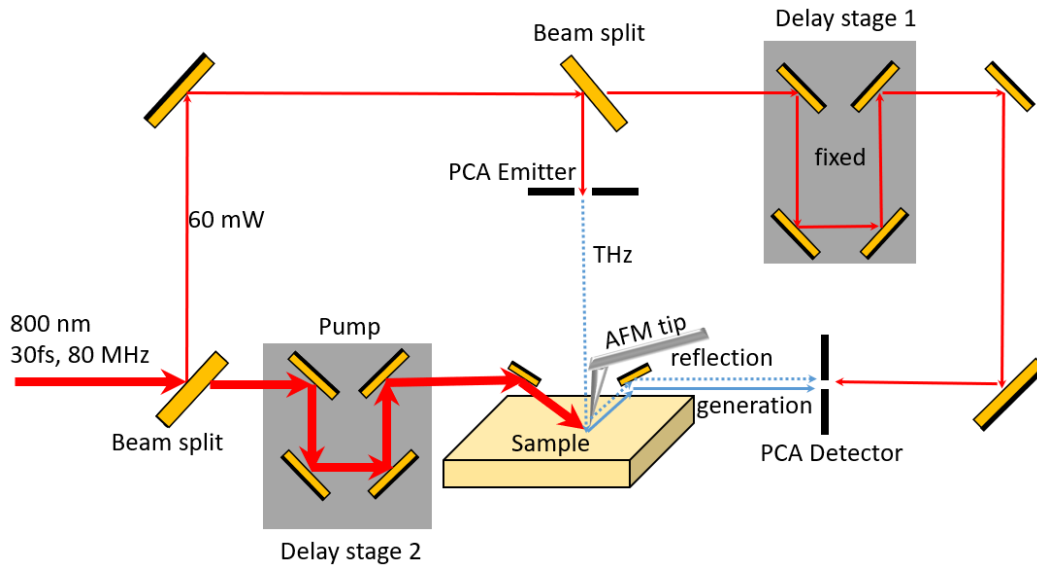 Delay stage 1
Beam split
PCA Emitter
fixed
60 mW
THz
800 nm
30fs, 80 MHz
Pump
AFM tip
reflection
generation
Beam split
Sample
PCA Detector
Delay stage 2